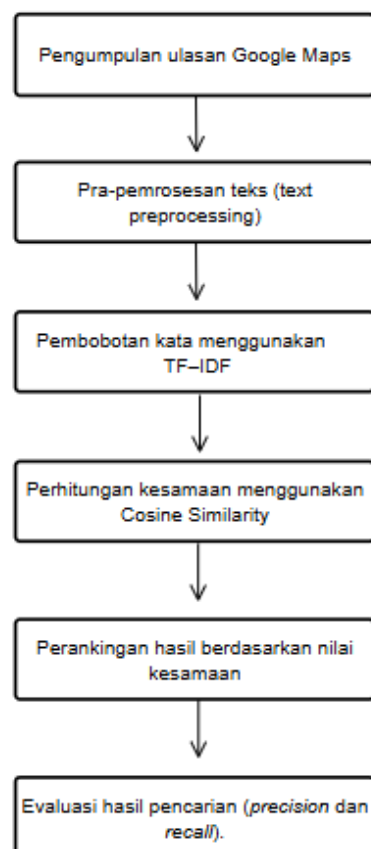 Pengumpulan ulasan Google Maps
Pra-pemrosesan teks (text
preprocessing)
Pembobotan kata menggunakan
TF–IDF
Perhitungan kesamaan menggunakan
Cosine Similarity
Perankingan hasil berdasarkan nilai
kesamaan
Evaluasi hasil pencarian (precision dan
recall).